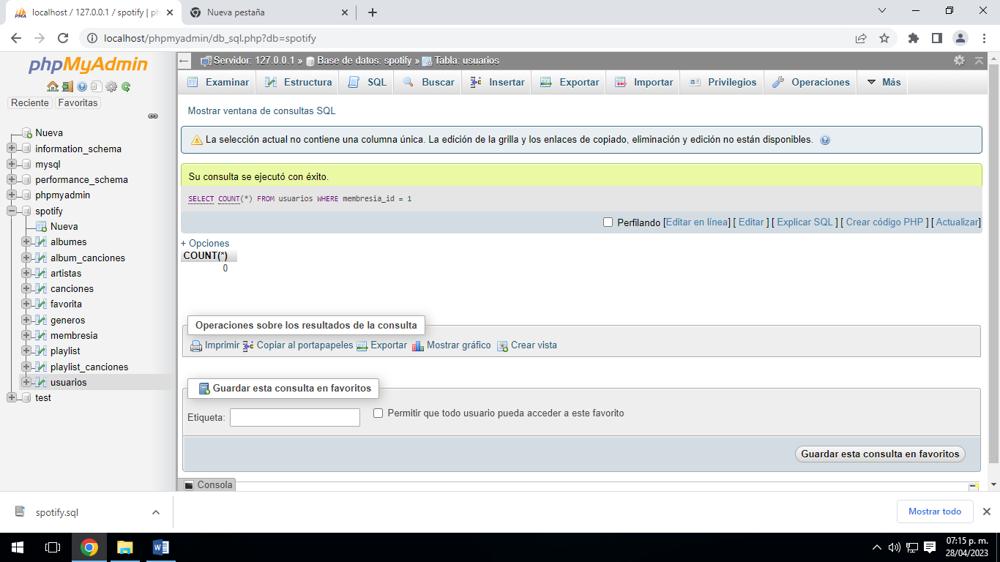 localhost / 127.0.0.1 / spotify | ph
Nueva pestaña
localhost/phpmyadmin/db_sql.php?db=spotify
phpMyAdmin
Reciente Favoritas
Nueva
information_schema
mysql
performance_schema
phpmyadmin
spotify
Nueva
albumes
album_canciones
artistas
canciones
favorita
generos
membresia
playlist
playlist_canciones
usuarios
test
Servidor: 127.0.0.1 » Base de datos: spotify » Tabla: usuarios
Examinar Estructura SQL Buscar Insertar Exportar Importar Privilegios Operaciones Más
Mostrar ventana de consultas SQL
La selección actual no contiene una columna única. La edición de la grilla y los enlaces de copiado, eliminación y edición no están disponibles.
Su consulta se ejecutó con éxito.
SELECT COUNT(*) FROM usuarios WHERE membresia_id = 1
Perfilando [Editar en línea] [ Editar ] [ Explicar SQL ] [ Crear código PHP ] [ Actualizar]
+ Opciones
COUNT(*)
0
Operaciones sobre los resultados de la consulta
Imprimir Copiar al portapapeles Exportar Mostrar gráfico Crear vista
Guardar esta consulta en favoritos
Etiqueta: Permitir que todo usuario pueda acceder a este favorito
Guardar esta consulta en favoritos
Consola
spotify.sql
Mostrar todo
07:15 p. m.
28/04/2023